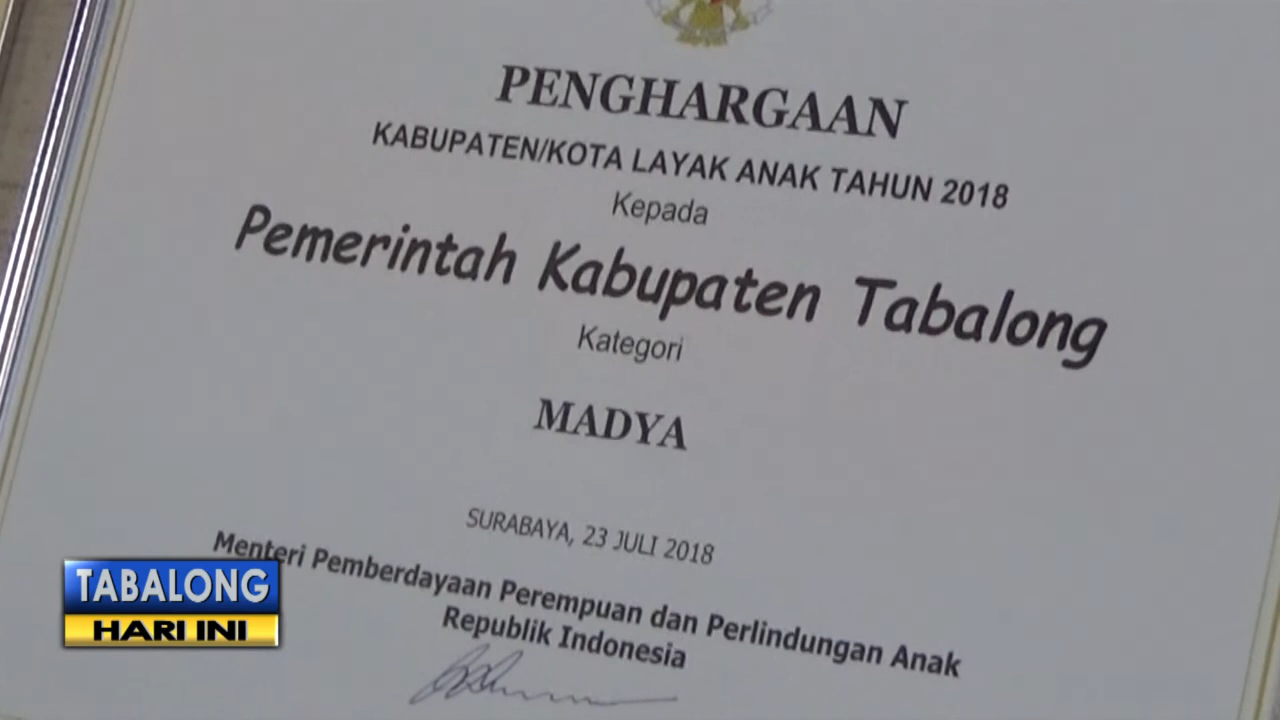 PENGHARGAAN
KABUPATEN/KOTA LAYAK ANAK TAHUN 2018
Kepada
Pemerintah Kabupaten Tabalong
Kategori
MADYA
SURABAYA, 23 JULI 2018
Menteri Pemberdayaan Perempuan dan Perlindungan Anak
Republik Indonesia
TABALONG
HARI INI